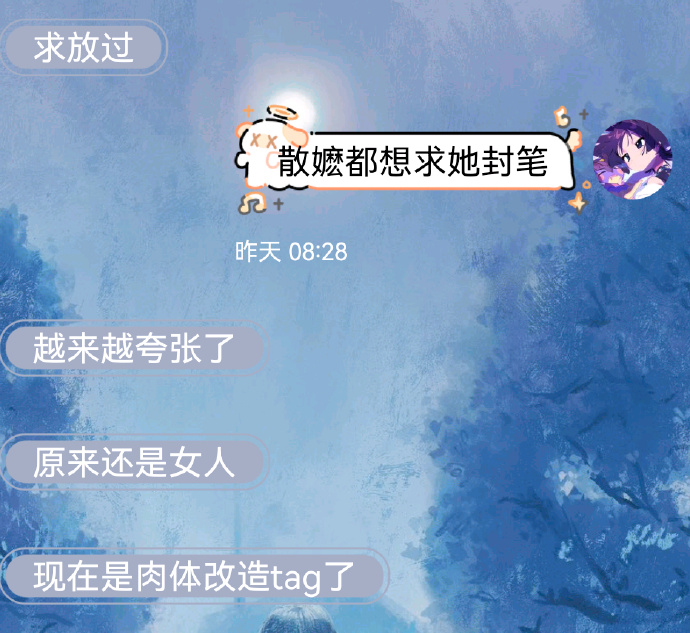 求放过
散嬷都想求她封笔
昨天 08:28
越来越夸张了
原来还是女人
现在是肉体改造tag了